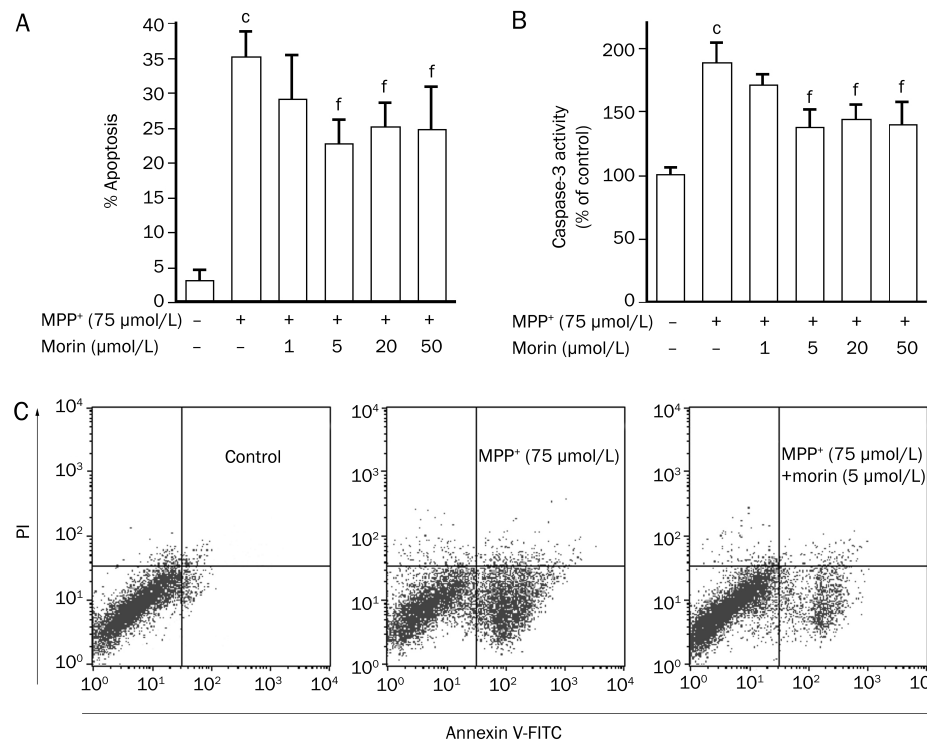 A
% Apoptosis
40
35
30
25
20
15
10
5
0
c
f
f
f
MPP⁺ (75 µmol/L) – + + + + +
Morin (µmol/L) – – 1 5 20 50
B
Caspase-3 activity
(% of control)
200
150
100
50
0
c
f
f
f
MPP⁺ (75 µmol/L) – + + + + +
Morin (µmol/L) – – 1 5 20 50
C
PI
10⁴
10³
10²
10¹
10⁰
Control
10⁰ 10¹ 10² 10³ 10⁴
10⁴
10³
10²
10¹
10⁰
MPP⁺ (75 µmol/L)
10⁰ 10¹ 10² 10³ 10⁴
10⁴
10³
10²
10¹
10⁰
MPP⁺ (75 µmol/L)
+morin (5 µmol/L)
10⁰ 10¹ 10² 10³
Annexin V-FITC